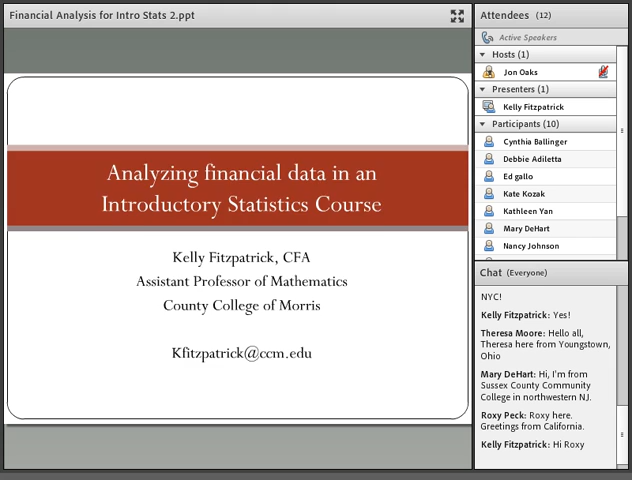 Financial Analysis for Intro Stats 2.ppt
Analyzing financial data in an
Introductory Statistics Course
Kelly Fitzpatrick, CFA
Assistant Professor of Mathematics
County College of Morris
Kfitzpatrick@ccm.edu
Attendees (12)
Active Speakers
Hosts (1)
Jon Oaks
Presenters (1)
Kelly Fitzpatrick
Participants (10)
Cynthia Ballinger
Debbie Adiletta
Ed gallo
Kate Kozak
Kathleen Yan
Mary DeHart
Nancy Johnson
Chat (Everyone)
NYC!
Kelly Fitzpatrick: Yes!
Theresa Moore: Hello all,
Theresa here from Youngstown,
Ohio
Mary DeHart: Hi, I'm from
Sussex County Community
College in northwestern NJ.
Roxy Peck: Roxy here.
Greetings from California.
Kelly Fitzpatrick: Hi Roxy